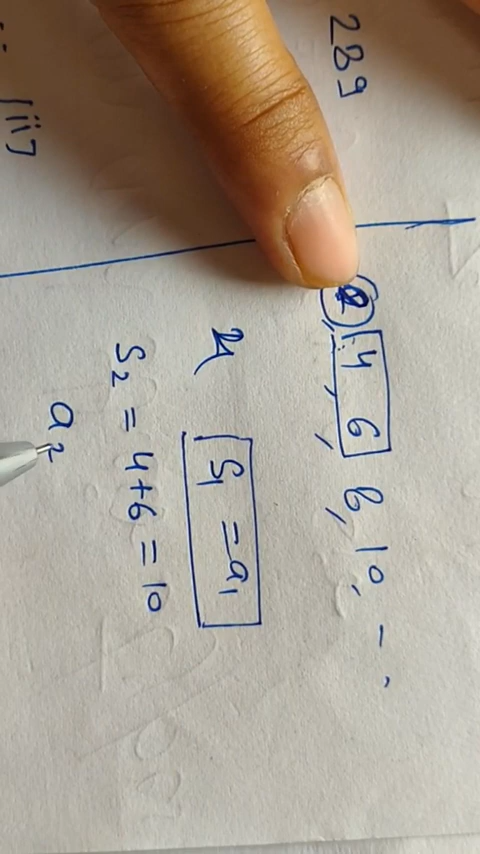 289
(ii)
2, 4, 6, 8, 10, - .
S₁ = a₁
S₂ = 4+6 = 10
a₂